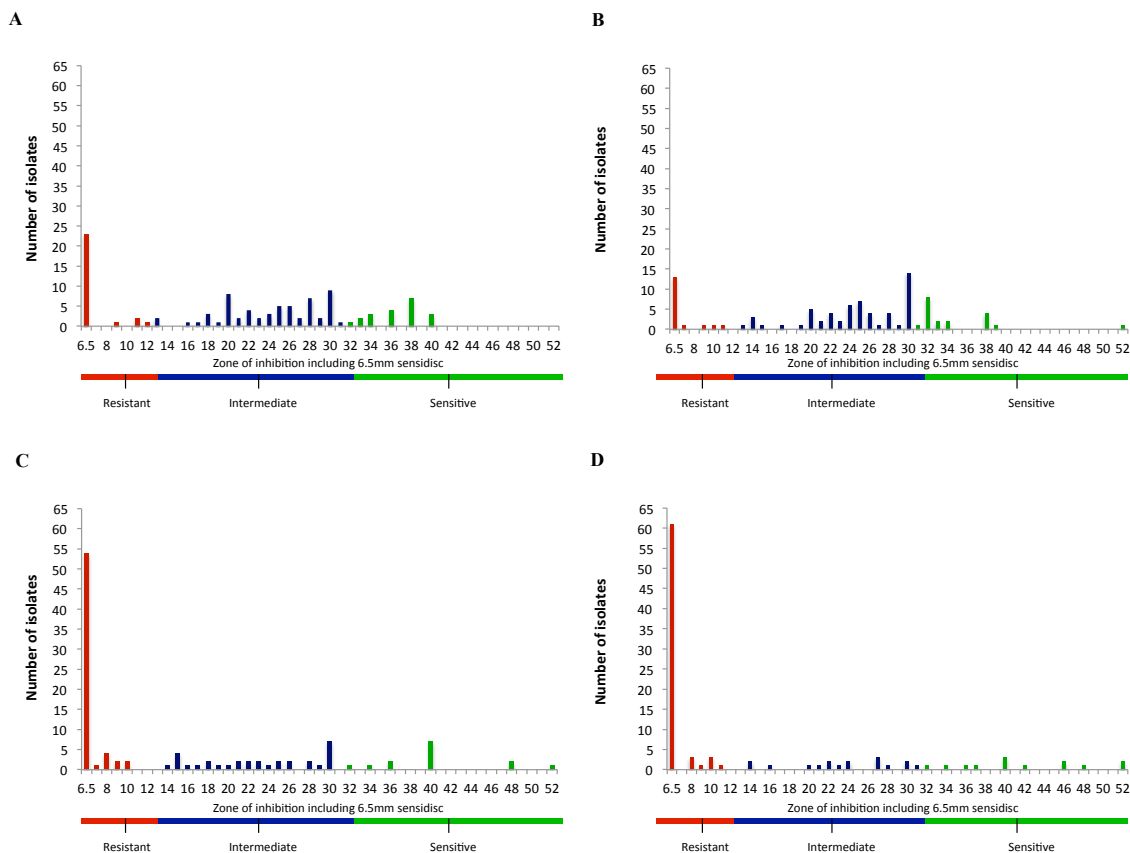 A
B
65
60
55
50
45
40
35
30
25
20
15
10
5
0
Number of isolates
6.5 8 10 12 14 16 18 20 22 24 26 28 30 32 34 36 38 40 42 44 46 48 50 52
Zone of inhibition including 6.5mm sensidisc
Resistant Intermediate Sensitive
65
60
55
50
45
40
35
30
25
20
15
10
5
0
Number of isolates
6.5 8 10 12 14 16 18 20 22 24 26 28 30 32 34 36 38 40 42 44 46 48 50 52
Zone of inhibition including 6.5mm sensidisc
Resistant Intermediate Sensitive
C
D
65
60
55
50
45
40
35
30
25
20
15
10
5
0
Number of isolates
6.5 8 10 12 14 16 18 20 22 24 26 28 30 32 34 36 38 40 42 44 46 48 50 52
Zone of inhibition including 6.5mm sensidisc
Resistant Intermediate Sensitive
65
60
55
50
45
40
35
30
25
20
15
10
5
0
Number of isolates
6.5 8 10 12 14 16 18 20 22 24 26 28 30 32 34 36 38 40 42 44 46 48 50 52
Zone of inhibition including 6.5mm sensidisc
Resistant Intermediate Sensitive